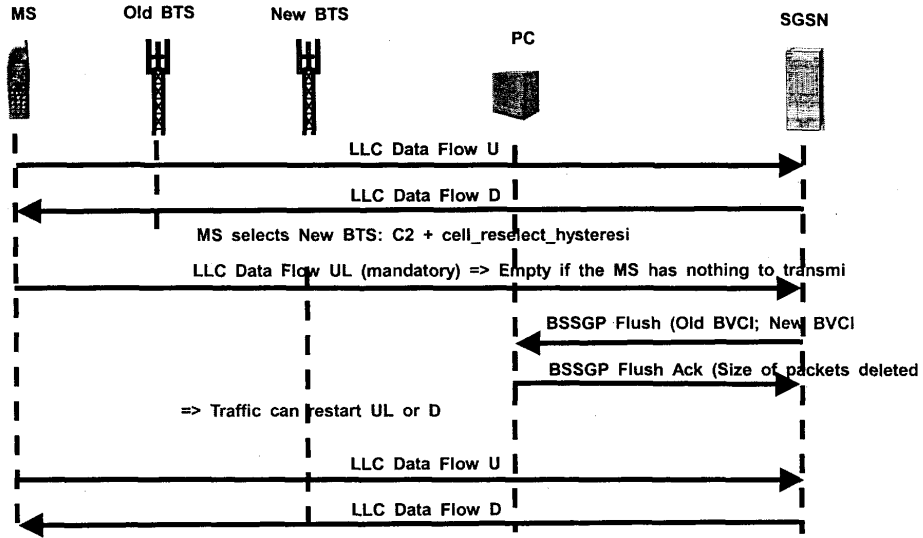 MS
Old BTS
New BTS
PC
SGSN
LLC Data Flow U
LLC Data Flow D
MS selects New BTS: C2 + cell_reselect_hysteresi
LLC Data Flow UL (mandatory) => Empty if the MS has nothing to transmi
BSSGP Flush (Old BVCI; New BVCI
BSSGP Flush Ack (Size of packets deleted
=> Traffic can restart UL or D
LLC Data Flow U
LLC Data Flow D